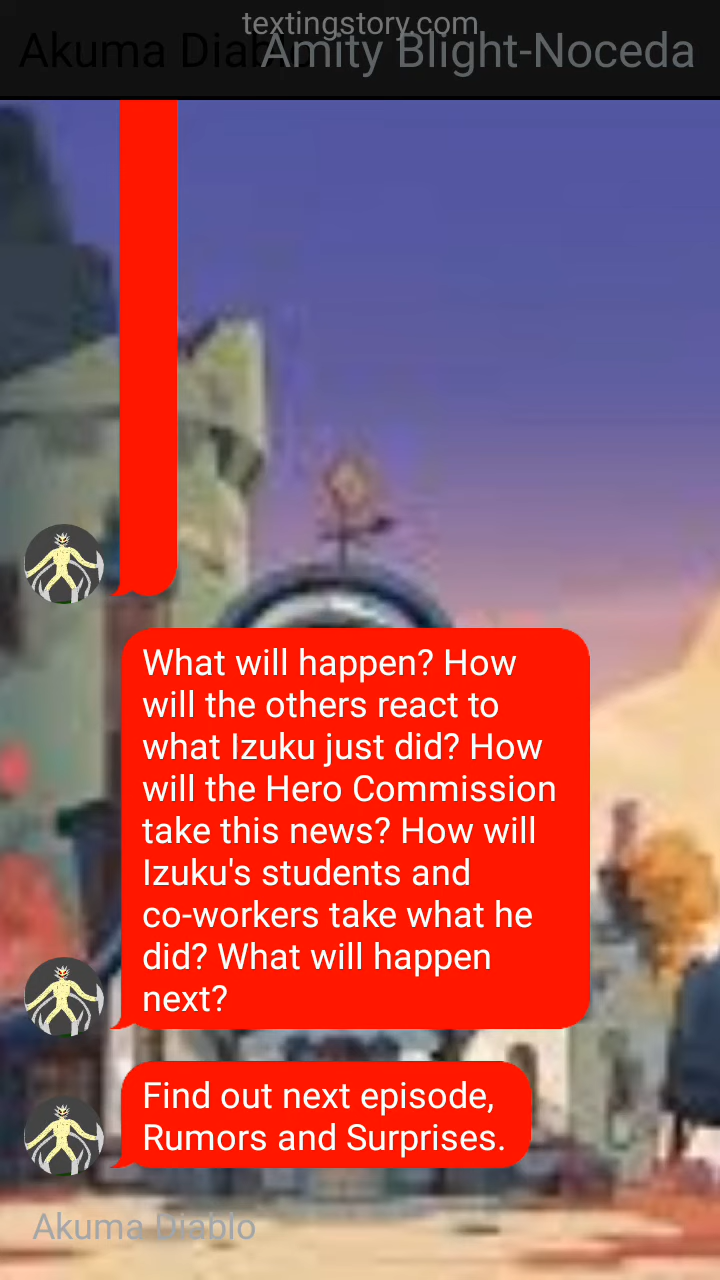 textingstory.com
Akuma Diablo Amity Blight-Noceda
What will happen? How
will the others react to
what Izuku just did? How
will the Hero Commission
take this news? How will
Izuku's students and
co-workers take what he
did? What will happen
next?
Find out next episode,
Rumors and Surprises.
Akuma Diablo